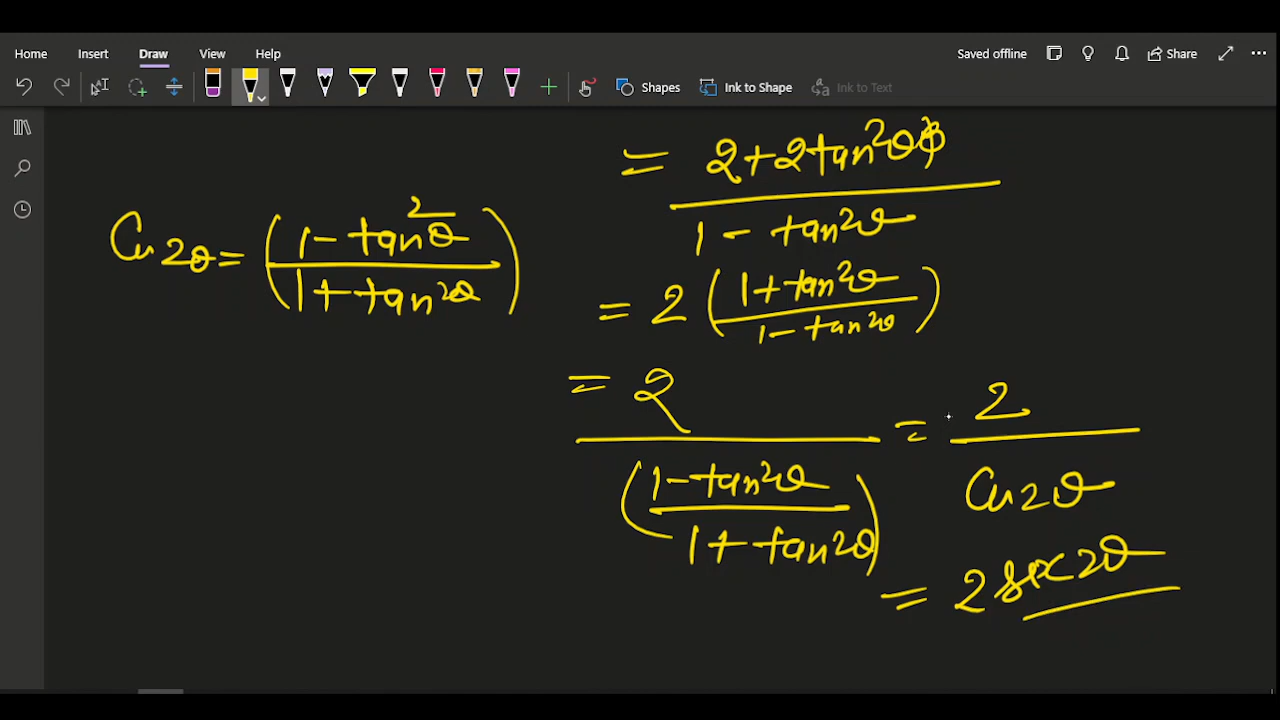 Home Insert Draw View Help Saved offline Share
Shapes Ink to Shape Ink to Text
= 2+2tan²θ
1 - tan²θ
Cos 2θ = (1 - tan²θ / 1 + tan²θ)
= 2 (1 + tan²θ / 1 - tan²θ)
= 2 / (1 - tan²θ / 1 + tan²θ) = 2 / Cos 2θ
= 2 sec 2θ